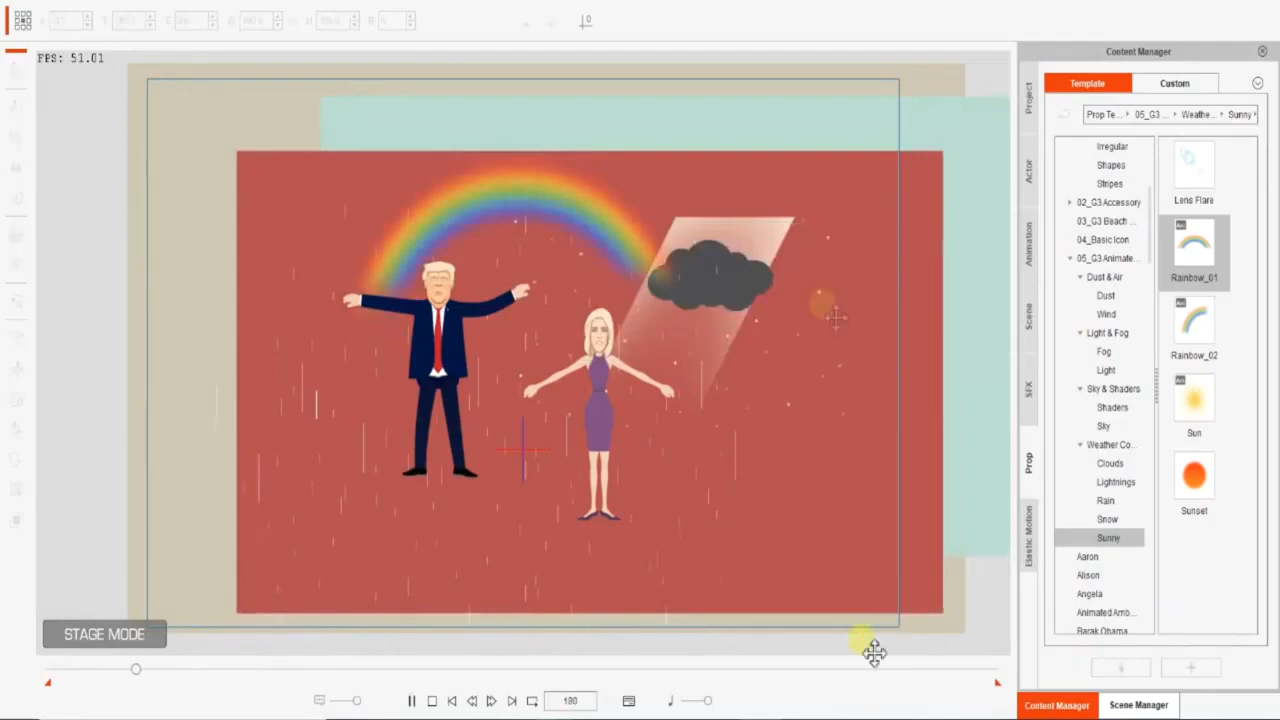 FPS: 51.01
STAGE MODE
180
Content Manager
Template
Custom
Prop Te...
05_G3 ...
Weathe...
Sunny
Project
Actor
Animation
Scene
SFX
Prop
Elastic Motion
Irregular
Shapes
Stripes
02_G3 Accessory
03_G3 Beach ...
04_Basic Icon
05_G3 Animate...
Dust & Air
Dust
Wind
Light & Fog
Fog
Light
Sky & Shaders
Shaders
Sky
Weather Co...
Clouds
Lightnings
Rain
Snow
Sunny
Aaron
Alison
Angela
Animated Amb...
Barak Obama
Lens Flare
Rainbow_01
Rainbow_02
Sun
Sunset
Content Manager
Scene Manager